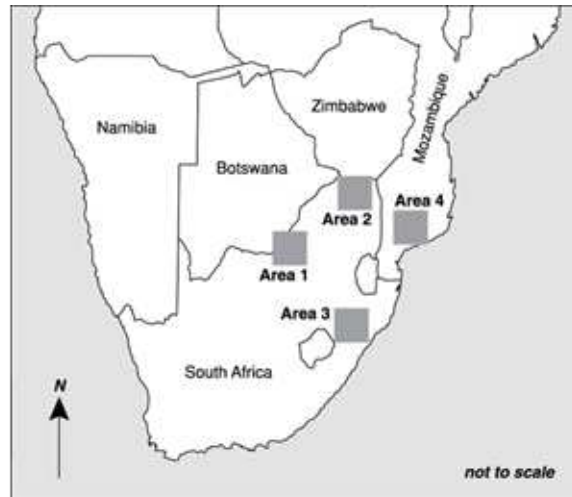 Zimbabwe
Mozambique
Namibia
Botswana
Area 4
Area 2
Area 1
Area 3
South Africa
N
not to scale